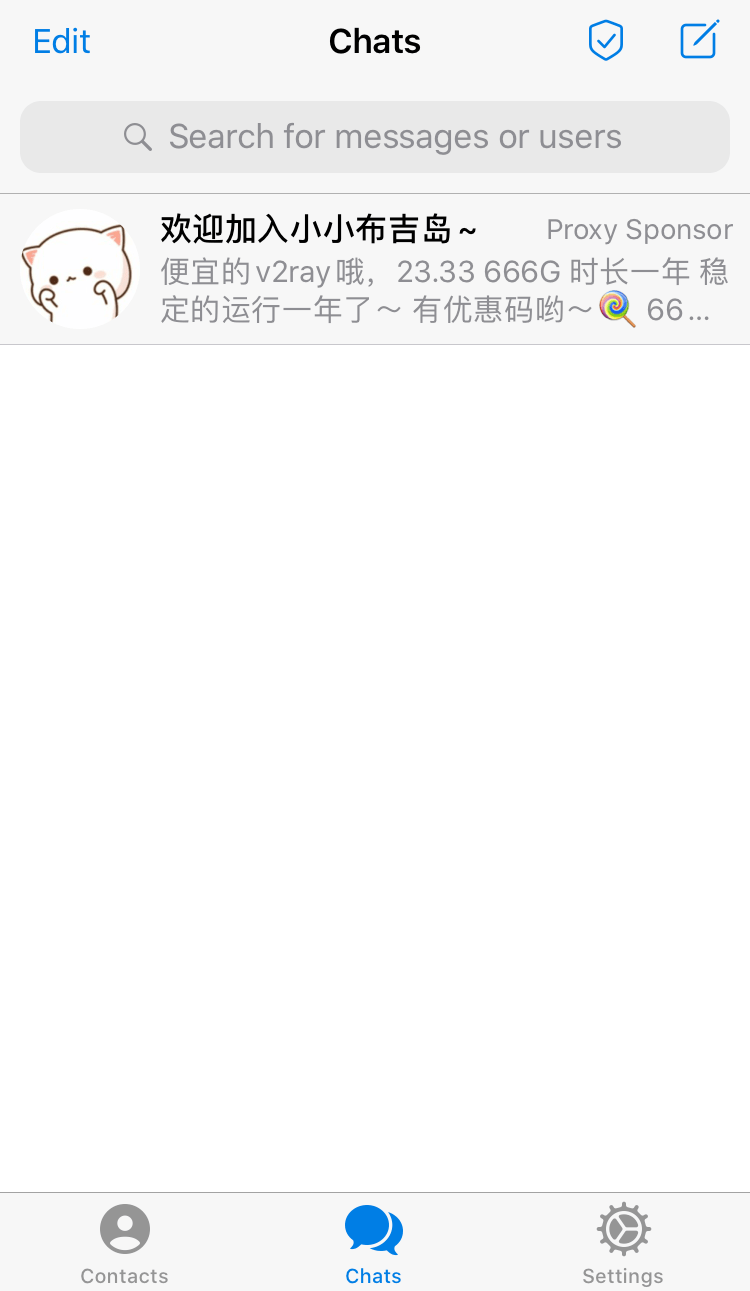 Edit
Chats
Search for messages or users
欢迎加入小小布吉岛~
Proxy Sponsor
便宜的v2ray哦，23.33 666G 时长一年 稳
定的运行一年了～ 有优惠码哟～🍭 66...
Contacts
Chats
Settings